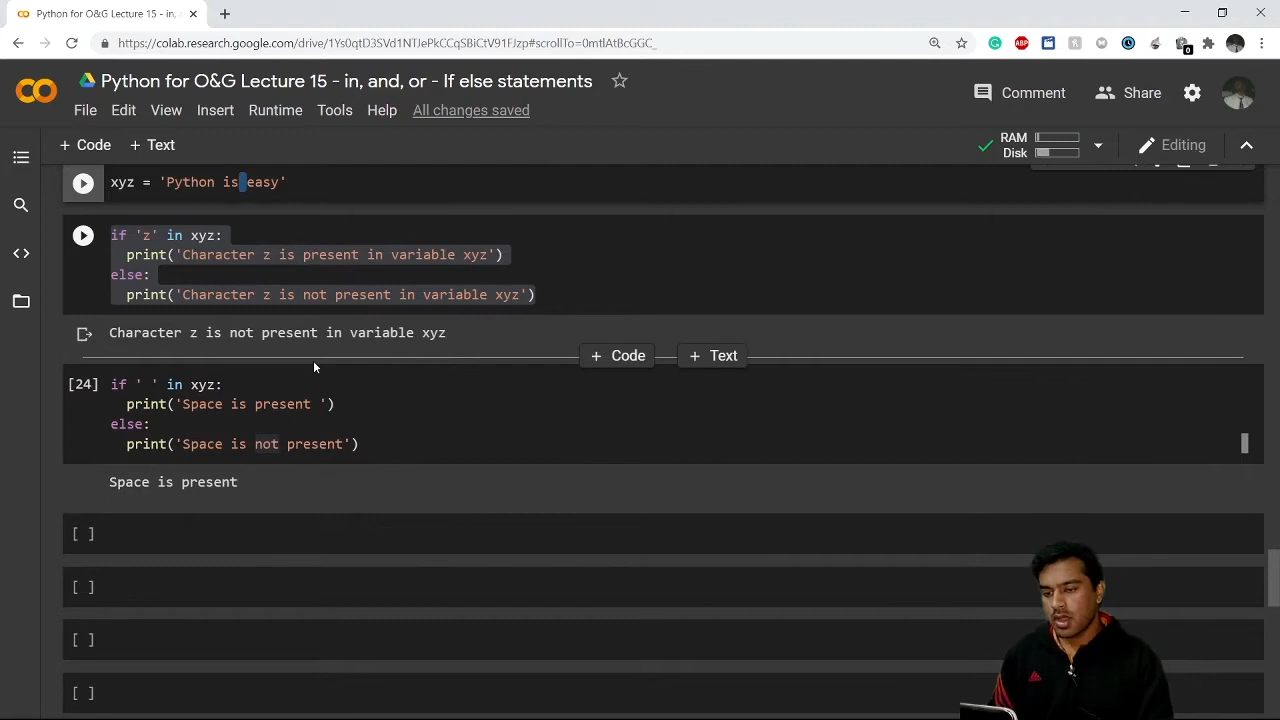 Python for O&G Lecture 15 - in, a
https://colab.research.google.com/drive/1Ys0qtD3SVd1NTJePkCCqSBiCtV91FJzp#scrollTo=0mtlAtBcGGC_
ABP
0
Python for O&G Lecture 15 - in, and, or - If else statements
Comment
Share
File Edit View Insert Runtime Tools Help All changes saved
+ Code + Text
RAM
Disk
Editing
xyz = 'Python is easy'
if 'z' in xyz:
print('Character z is present in variable xyz')
else:
print('Character z is not present in variable xyz')
Character z is not present in variable xyz
+ Code + Text
[24] if ' ' in xyz:
print('Space is present ')
else:
print('Space is not present')
Space is present
[ ]
[ ]
[ ]
[ ]